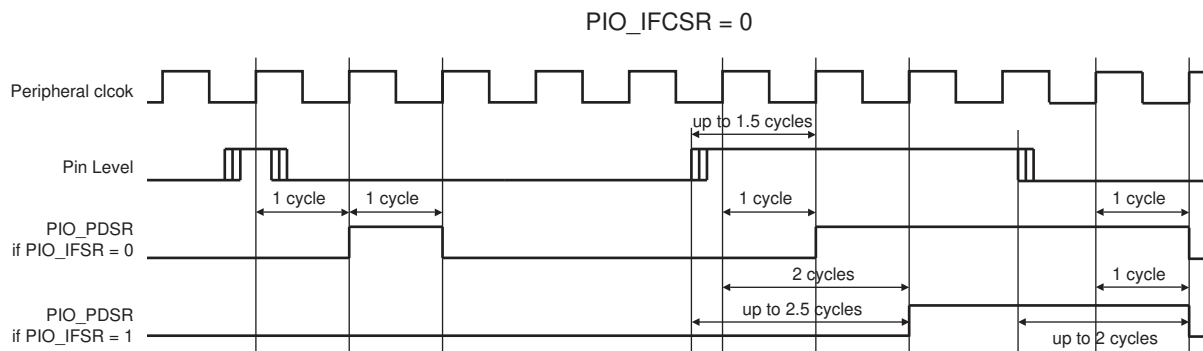 PIO_IFCSR = 0
Peripheral clcok
up to 1.5 cycles
Pin Level
1 cycle
1 cycle
1 cycle
1 cycle
PIO_PDSR
if PIO_IFSR = 0
2 cycles
1 cycle
up to 2.5 cycles
PIO_PDSR
if PIO_IFSR = 1
up to 2 cycles